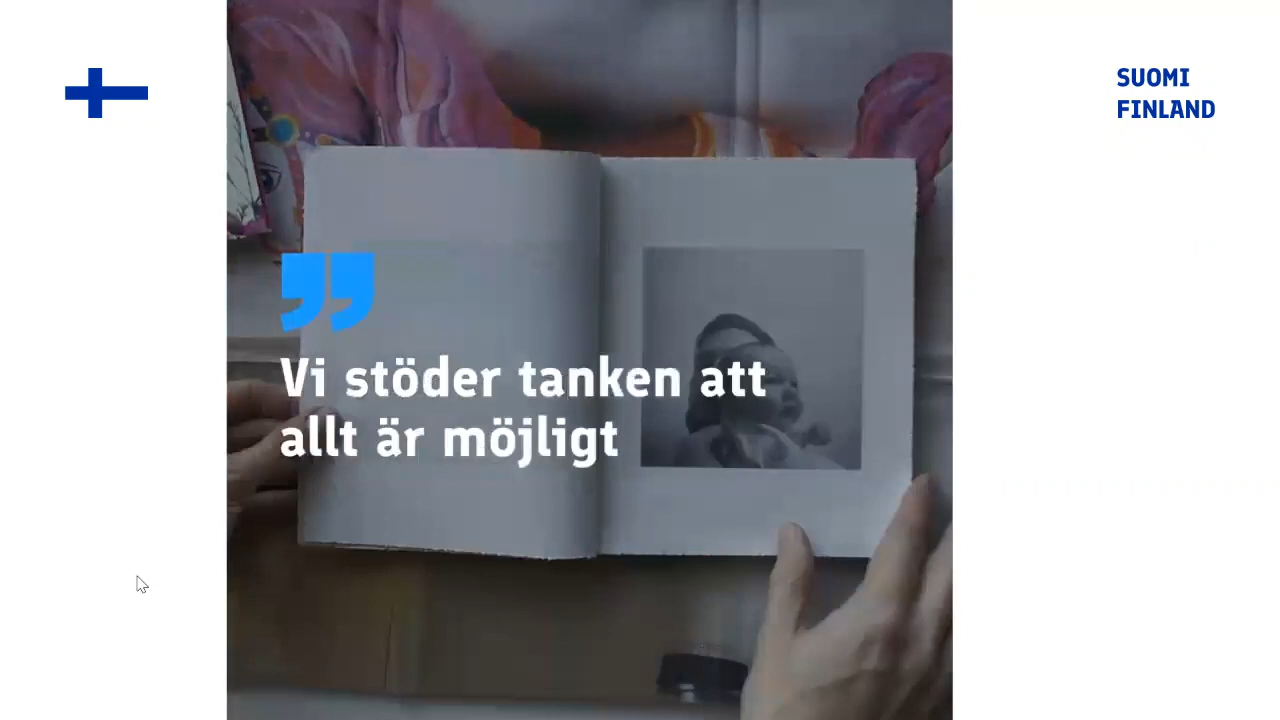 SUOMI
FINLAND
”
Vi stöder tanken att
allt är möjligt